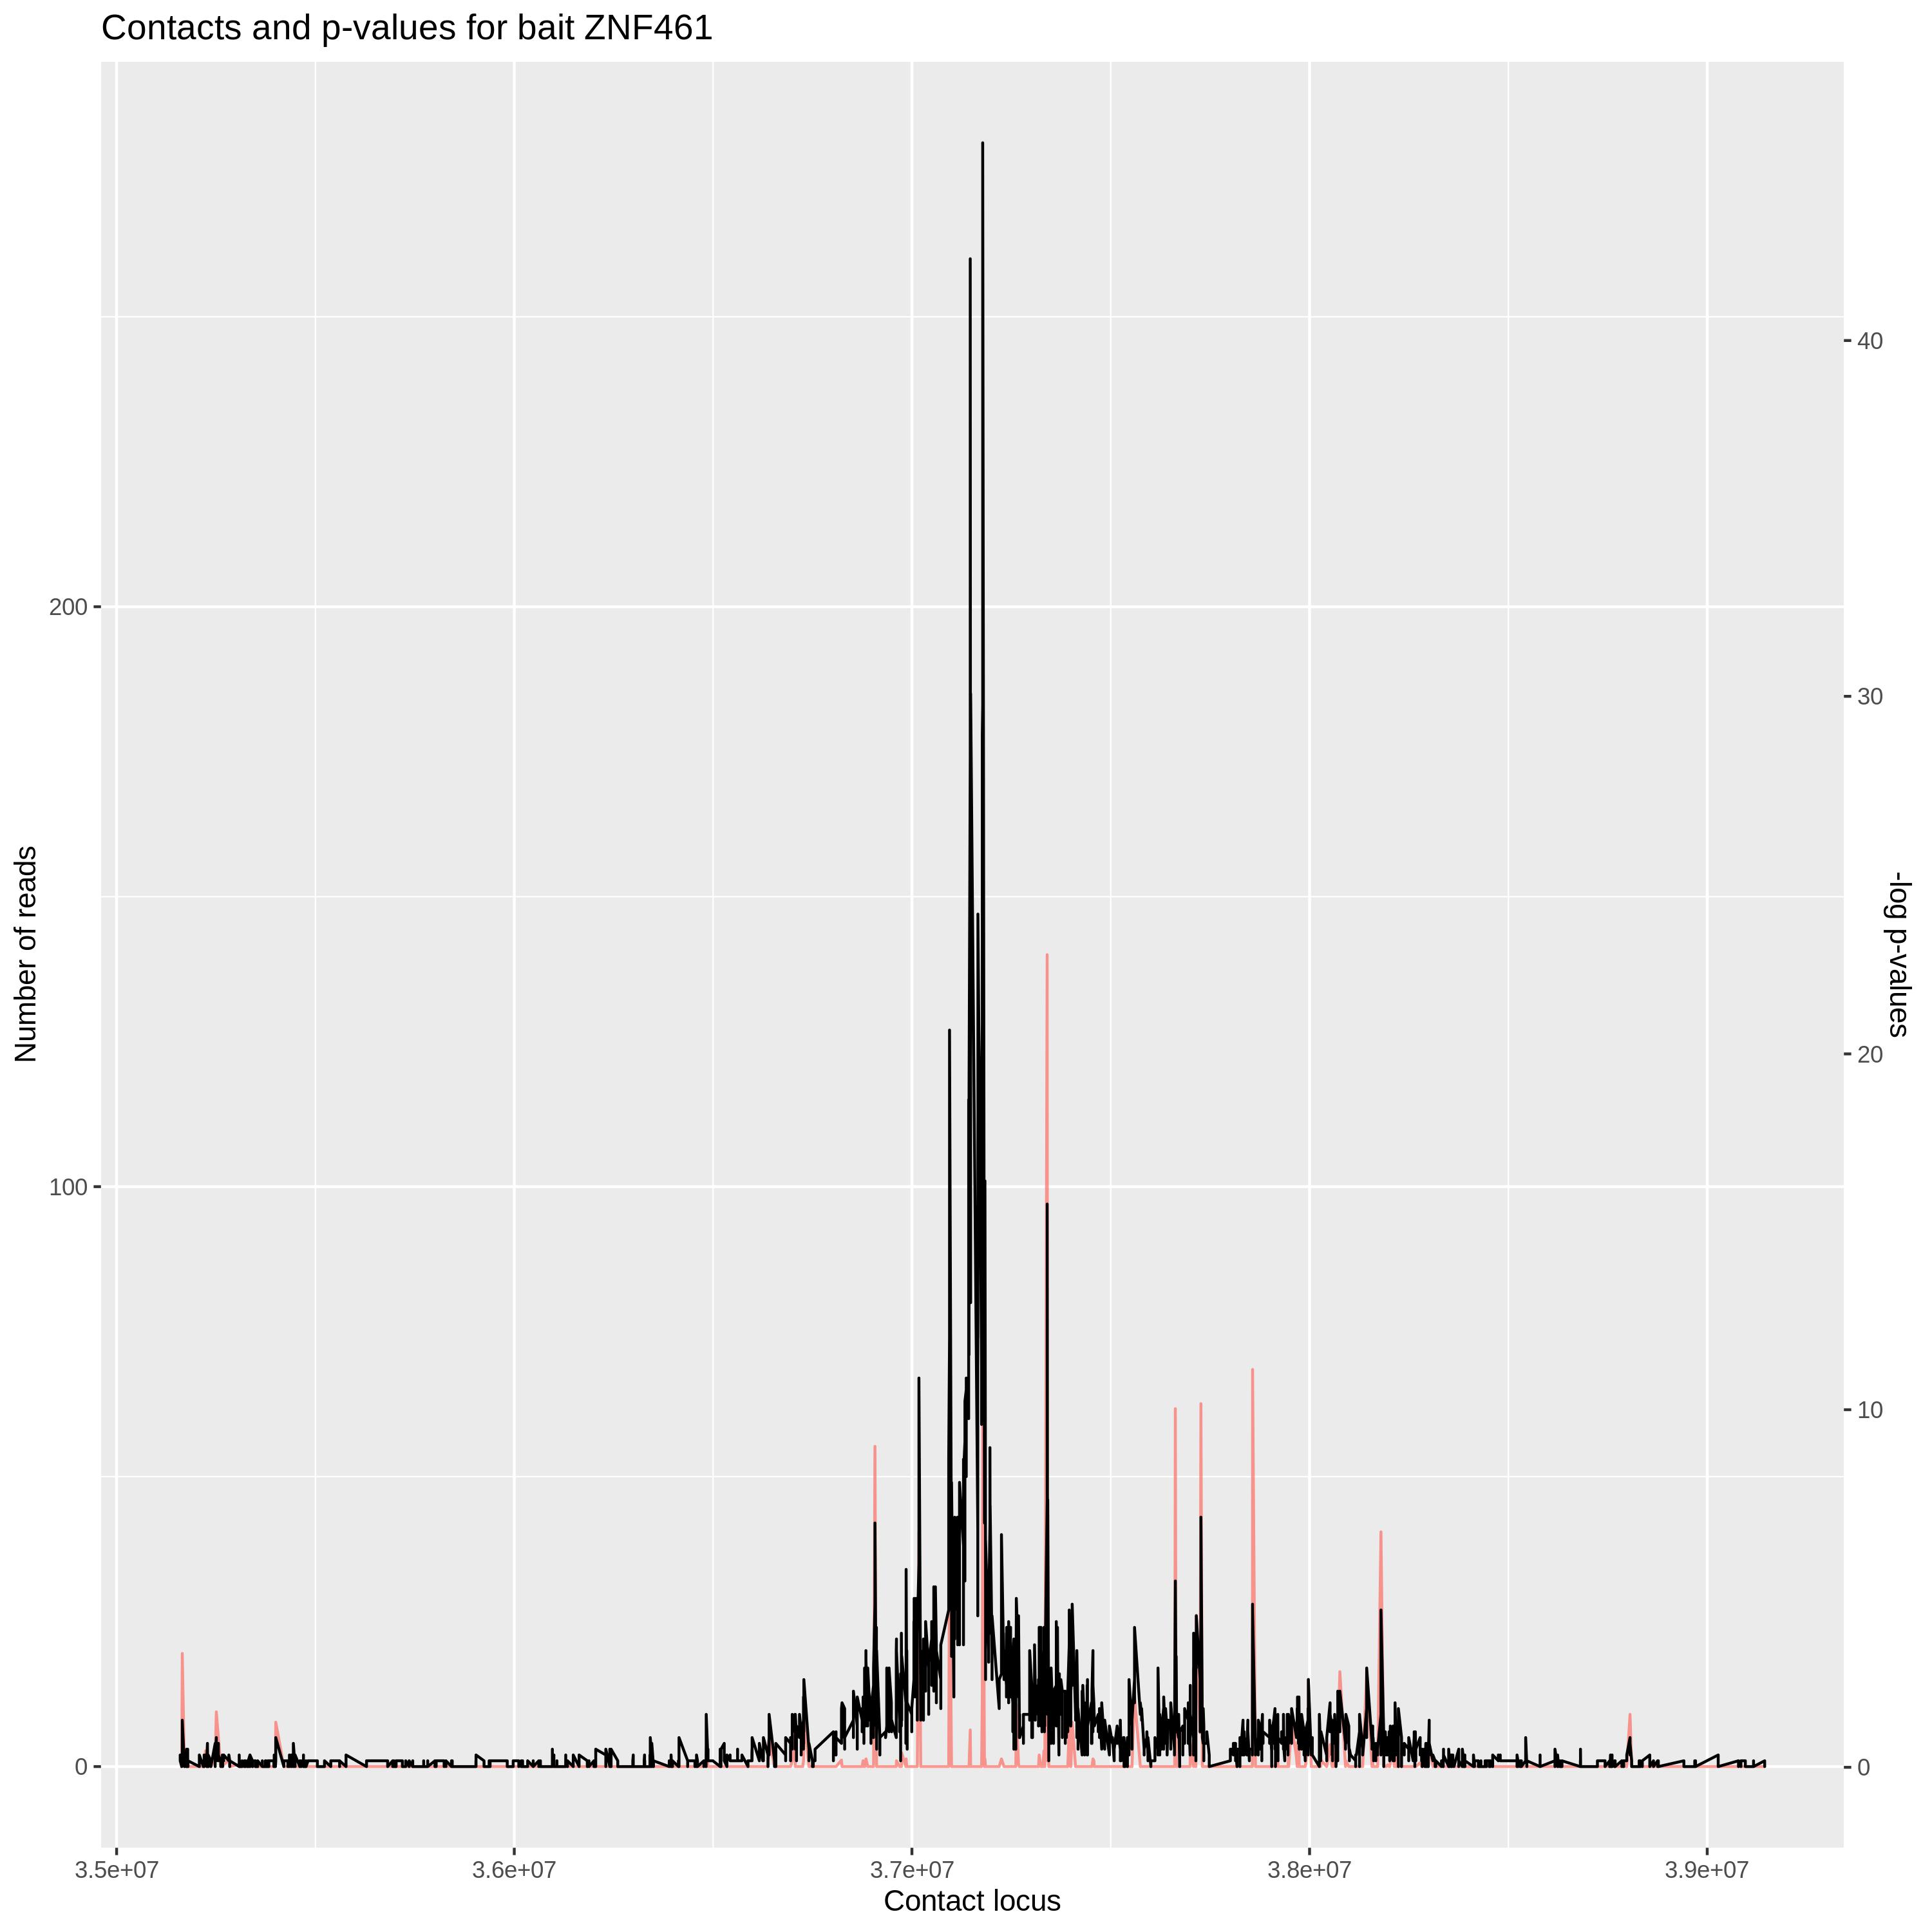 Contacts and p-values for bait ZNF461
Number of reads
200
100
0
40
30
20
10
0
-log p-values
3.5e+07 3.6e+07 3.7e+07 3.8e+07 3.9e+07
Contact locus